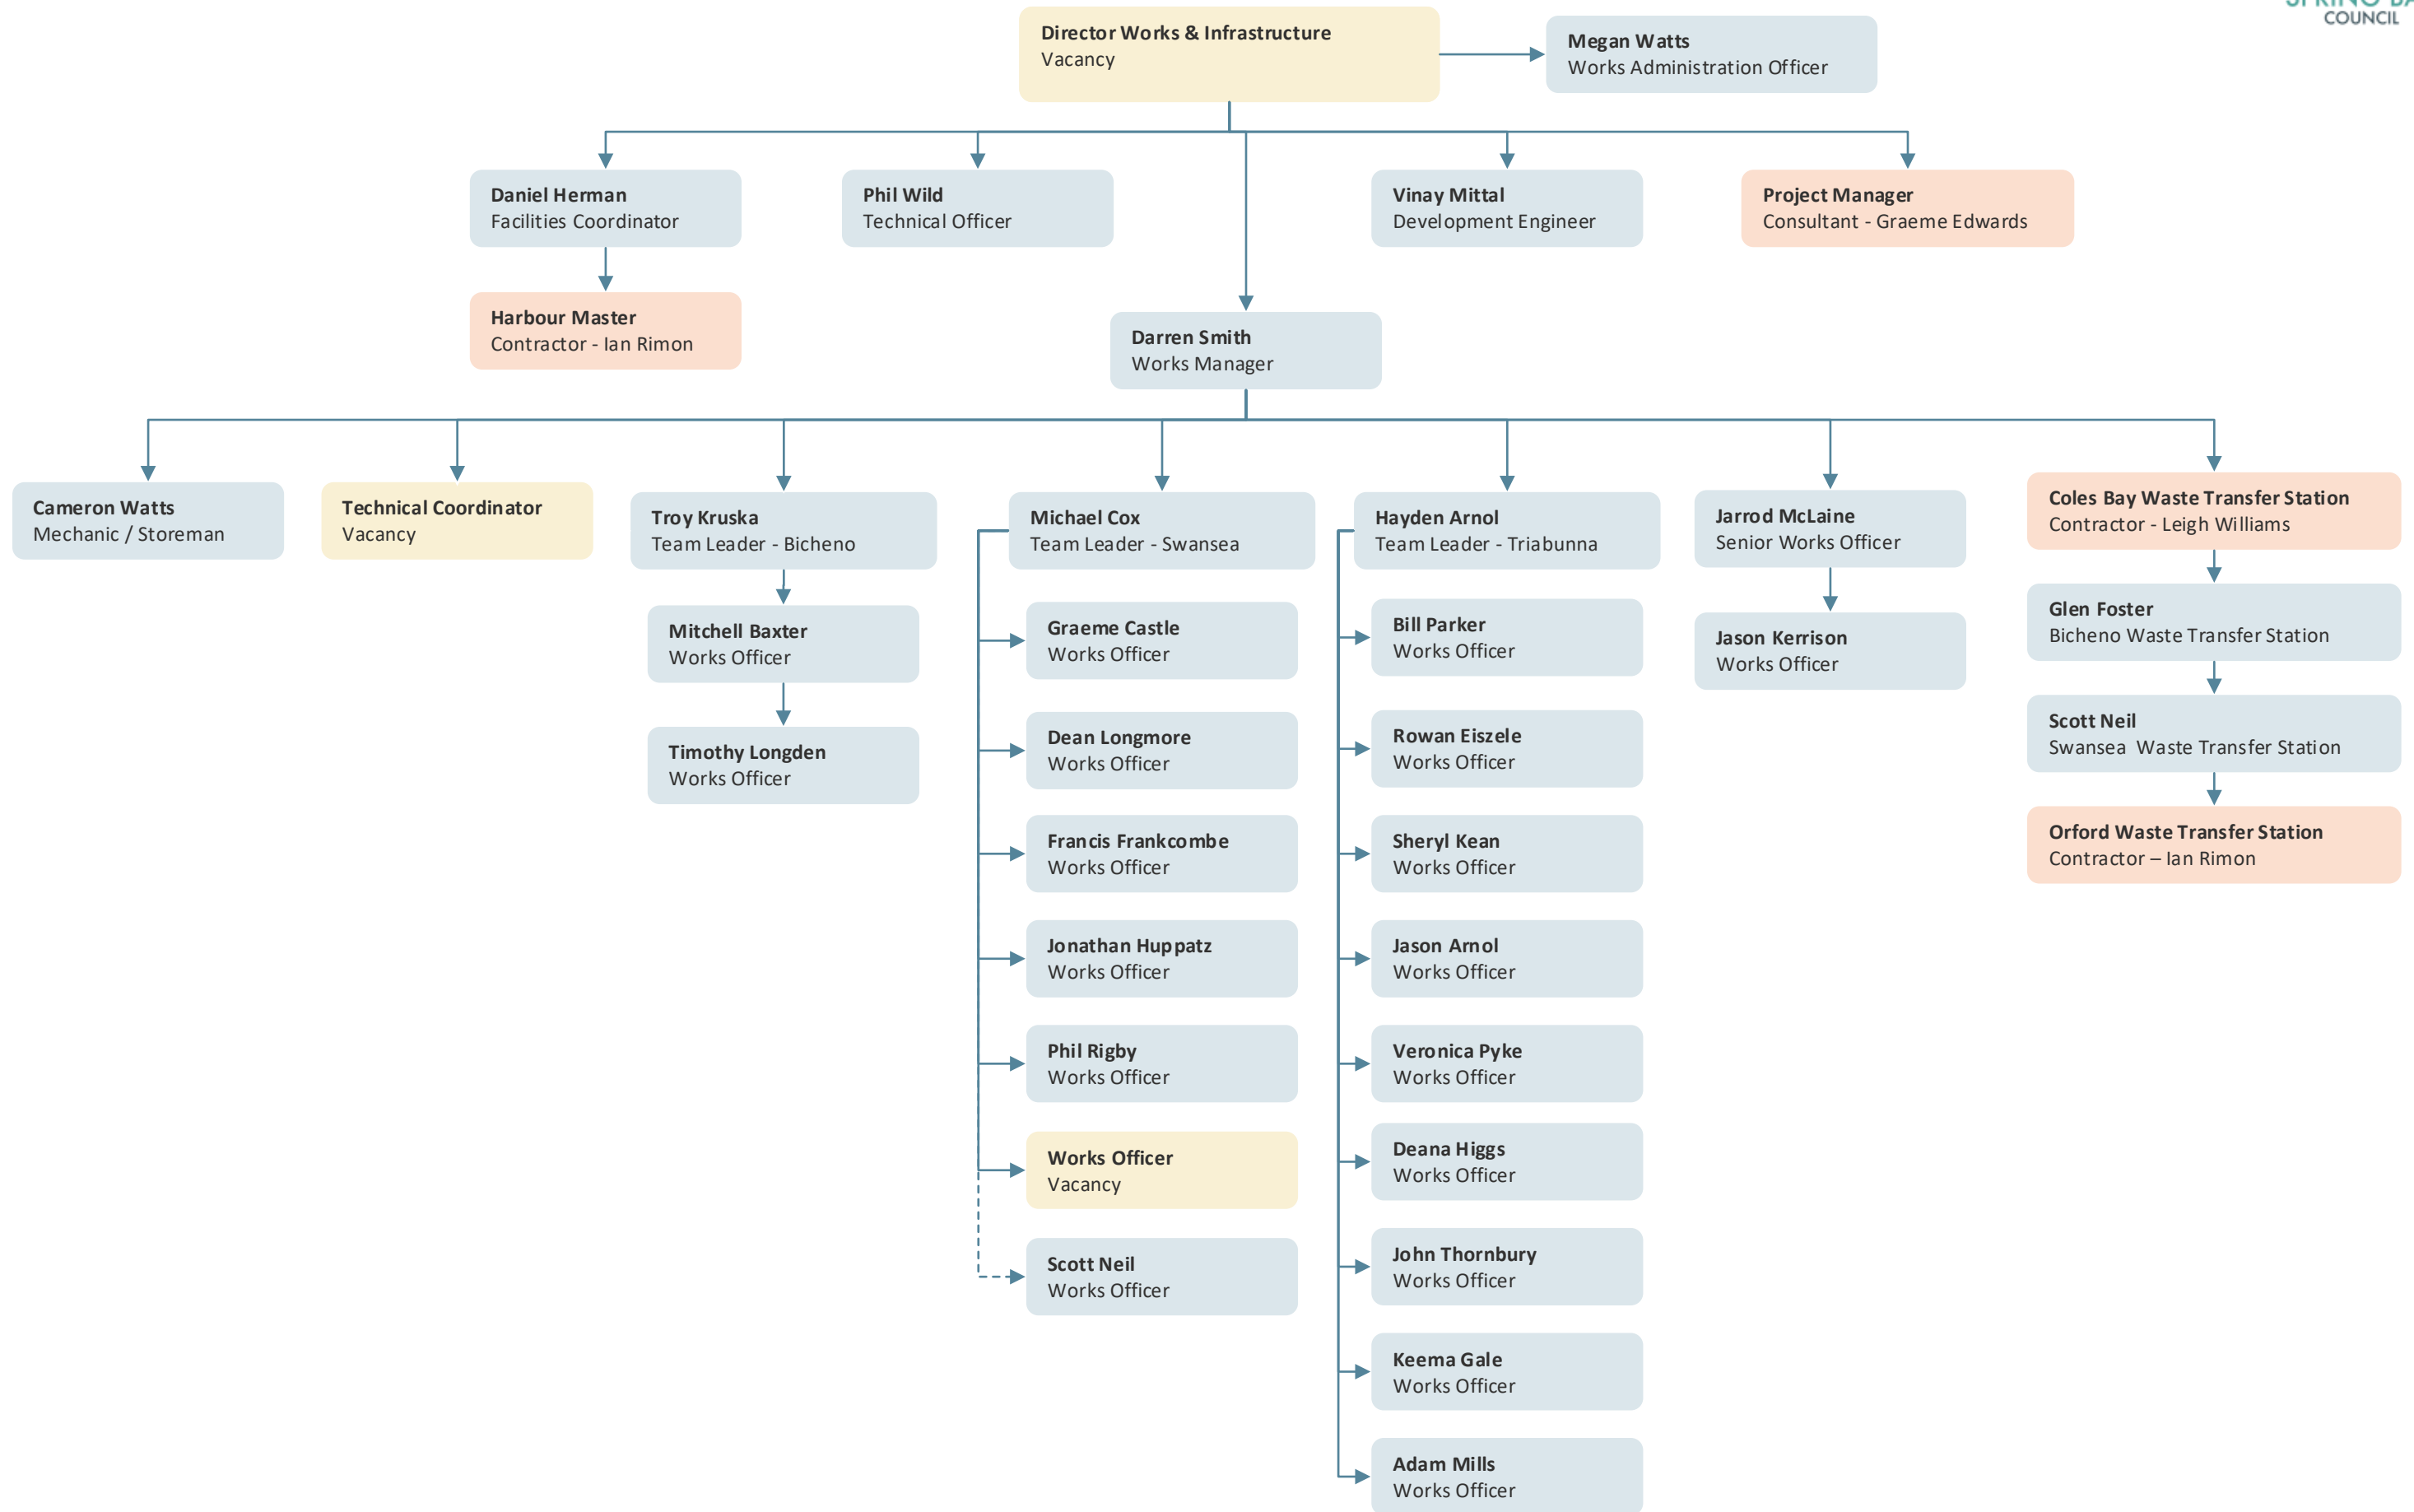 COUNCIL
Director Works & Infrastructure
Vacancy
Megan Watts
Works Administration Officer
Daniel Herman
Facilities Coordinator
Phil Wild
Technical Officer
Vinay Mittal
Development Engineer
Project Manager
Consultant - Graeme Edwards
Harbour Master
Contractor - Ian Rimon
Darren Smith
Works Manager
Cameron Watts
Mechanic / Storeman
Technical Coordinator
Vacancy
Troy Kruska
Team Leader - Bicheno
Mitchell Baxter
Works Officer
Timothy Longden
Works Officer
Michael Cox
Team Leader - Swansea
Graeme Castle
Works Officer
Dean Longmore
Works Officer
Francis Frankcombe
Works Officer
Jonathan Huppatz
Works Officer
Phil Rigby
Works Officer
Works Officer
Vacancy
Scott Neil
Works Officer
Hayden Arnol
Team Leader - Triabunna
Bill Parker
Works Officer
Rowan Eiszele
Works Officer
Sheryl Kean
Works Officer
Jason Arnol
Works Officer
Veronica Pyke
Works Officer
Deana Higgs
Works Officer
John Thornbury
Works Officer
Keema Gale
Works Officer
Adam Mills
Works Officer
Jarrod McLaine
Senior Works Officer
Jason Kerrison
Works Officer
Coles Bay Waste Transfer Station
Contractor - Leigh Williams
Glen Foster
Bicheno Waste Transfer Station
Scott Neil
Swansea Waste Transfer Station
Orford Waste Transfer Station
Contractor – Ian Rimon